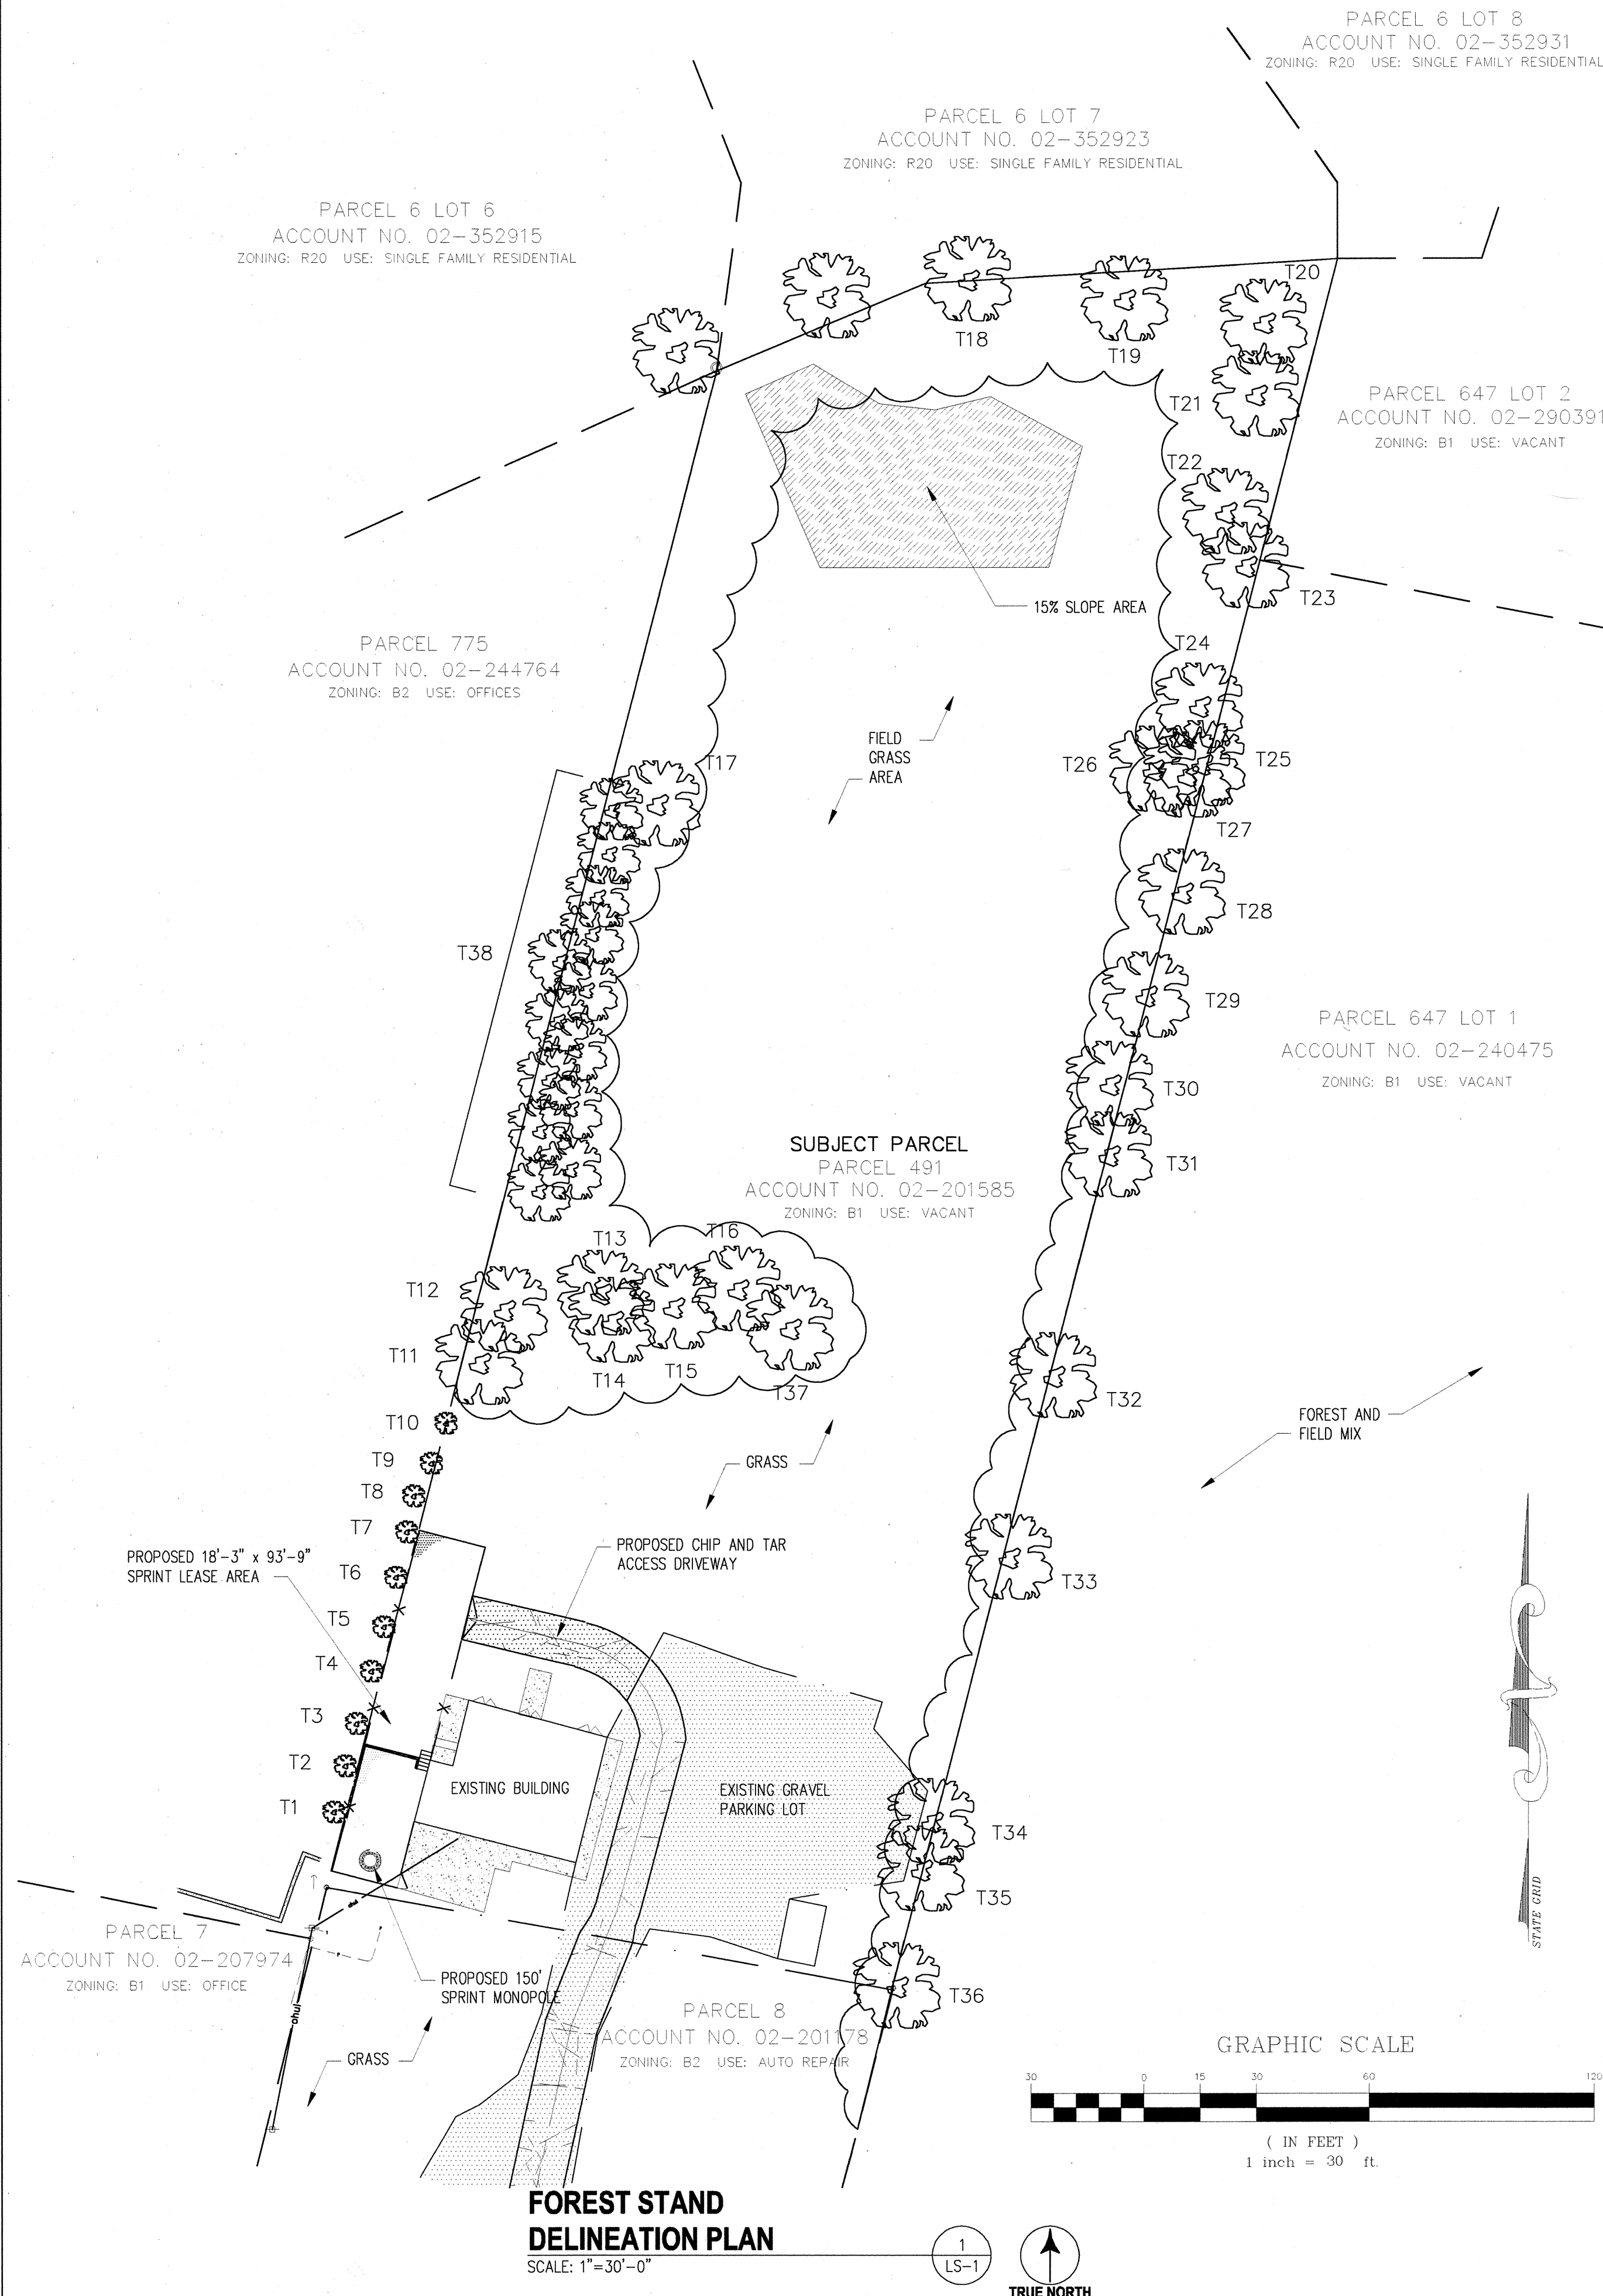 PARCEL 6 LOT 8
ACCOUNT NO. 02-352931
ZONING: R20 USE: SINGLE FAMILY RESIDENTIAL
PARCEL 6 LOT 7
ACCOUNT NO. 02-352923
ZONING: R20 USE: SINGLE FAMILY RESIDENTIAL
PARCEL 6 LOT 6
ACCOUNT NO. 02-352915
ZONING: R20 USE: SINGLE FAMILY RESIDENTIAL
T20
T18
T19
T21
PARCEL 647 LOT 2
ACCOUNT NO. 02-290391
ZONING: B1 USE: VACANT
T22
T23
15% SLOPE AREA
PARCEL 775
ACCOUNT NO. 02-244764
ZONING: B2 USE: OFFICES
T24
FIELD
GRASS
AREA
T17
T26
T25
T27
T28
T38
T29
PARCEL 647 LOT 1
ACCOUNT NO. 02-240475
ZONING: B1 USE: VACANT
T30
T31
SUBJECT PARCEL
PARCEL 491
ACCOUNT NO. 02-201585
ZONING: B1 USE: VACANT
T13
T16
T12
T11
T14
T15
T37
T32
T10
FOREST AND
FIELD MIX
T9
GRASS
T8
T7
PROPOSED CHIP AND TAR
ACCESS DRIVEWAY
PROPOSED 18'-3" x 93'-9"
SPRINT LEASE AREA
T6
T33
T5
T4
T3
T2
T1
EXISTING BUILDING
EXISTING GRAVEL
PARKING LOT
T34
T35
STATE GRID
PARCEL 7
ACCOUNT NO. 02-207974
ZONING: B1 USE: OFFICE
PROPOSED 150'
SPRINT MONOPOLE
T36
ohul
PARCEL 8
ACCOUNT NO. 02-201178
ZONING: B2 USE: AUTO REPAIR
GRASS
GRAPHIC SCALE
30 0 15 30 60 120
( IN FEET )
1 inch = 30 ft.
FOREST STAND
DELINEATION PLAN
SCALE: 1"=30'-0"
1
LS-1
TRUE NORTH